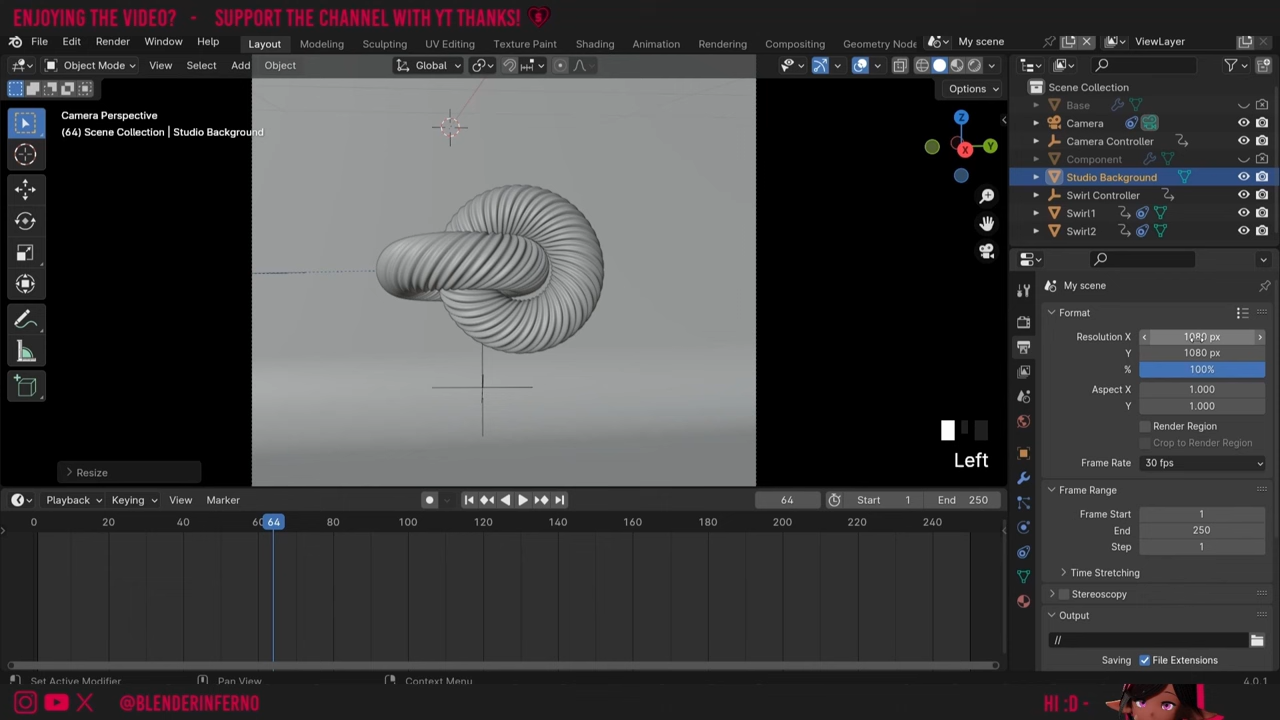 ENJOYING THE VIDEO? - SUPPORT THE CHANNEL WITH YT THANKS!
File Edit Render Window Help Layout Modeling Sculpting UV Editing Texture Paint Shading Animation Rendering Compositing Geometry Node My scene ViewLayer
Object Mode View Select Add Object Global
Options
Camera Perspective
(64) Scene Collection | Studio Background
Z
Y
X
Scene Collection
Base
Camera
Camera Controller
Component
Studio Background
Swirl Controller
Swirl1
Swirl2
My scene
Format
Resolution X 1080 px
Y 1080 px
% 100%
Aspect X 1.000
Y 1.000
Render Region
Crop to Render Region
Frame Rate 30 fps
Frame Range
Frame Start 1
End 250
Step 1
Time Stretching
Stereoscopy
Output
//
Saving File Extensions
Left
Resize
Playback Keying View Marker 64 Start 1 End 250
0 20 40 60 64 80 100 120 140 160 180 200 220 240
Set Active Modifier Pan View Context Menu 4.0.1
@BLENDERINFERNO
HI :D -